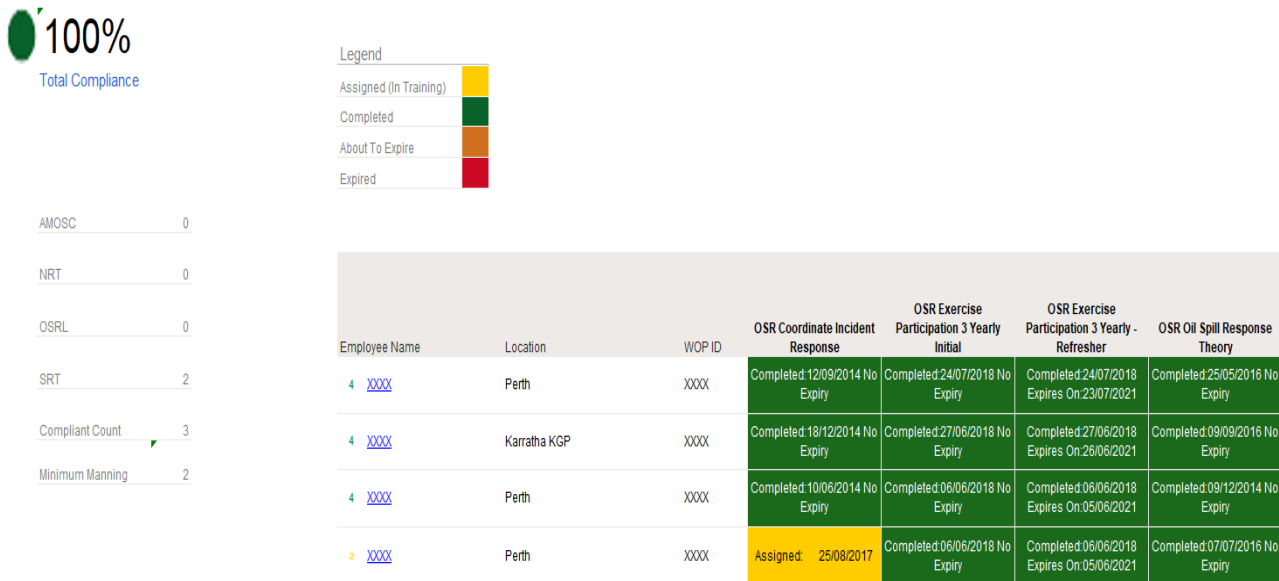 100%
Total Compliance
Legend
Assigned (In Training)
Completed
About To Expire
Expired
AMOSC 0
NRT 0
OSRL 0
SRT 2
Compliant Count 3
Minimum Manning 2
Employee Name
Location
WOP ID
OSR Coordinate Incident
Response
OSR Exercise
Participation 3 Yearly
Initial
OSR Exercise
Participation 3 Yearly -
Refresher
OSR Oil Spill Response
Theory
4 XXXX Perth XXXX
Completed:12/09/2014 No
Expiry
Completed:24/07/2018 No
Expiry
Completed:24/07/2018
Expires On:23/07/2021
Completed:25/05/2016 No
Expiry
4 XXXX Karratha KGP XXXX
Completed:18/12/2014 No
Expiry
Completed:27/06/2018 No
Expiry
Completed:27/06/2018
Expires On:26/06/2021
Completed:09/09/2016 No
Expiry
4 XXXX Perth XXXX
Completed:10/06/2014 No
Expiry
Completed:06/06/2018 No
Expiry
Completed:06/06/2018
Expires On:05/06/2021
Completed:09/12/2014 No
Expiry
2 XXXX Perth XXXX
Assigned: 25/08/2017
Completed:06/06/2018 No
Expiry
Completed:06/06/2018
Expires On:05/06/2021
Completed:07/07/2016 No
Expiry